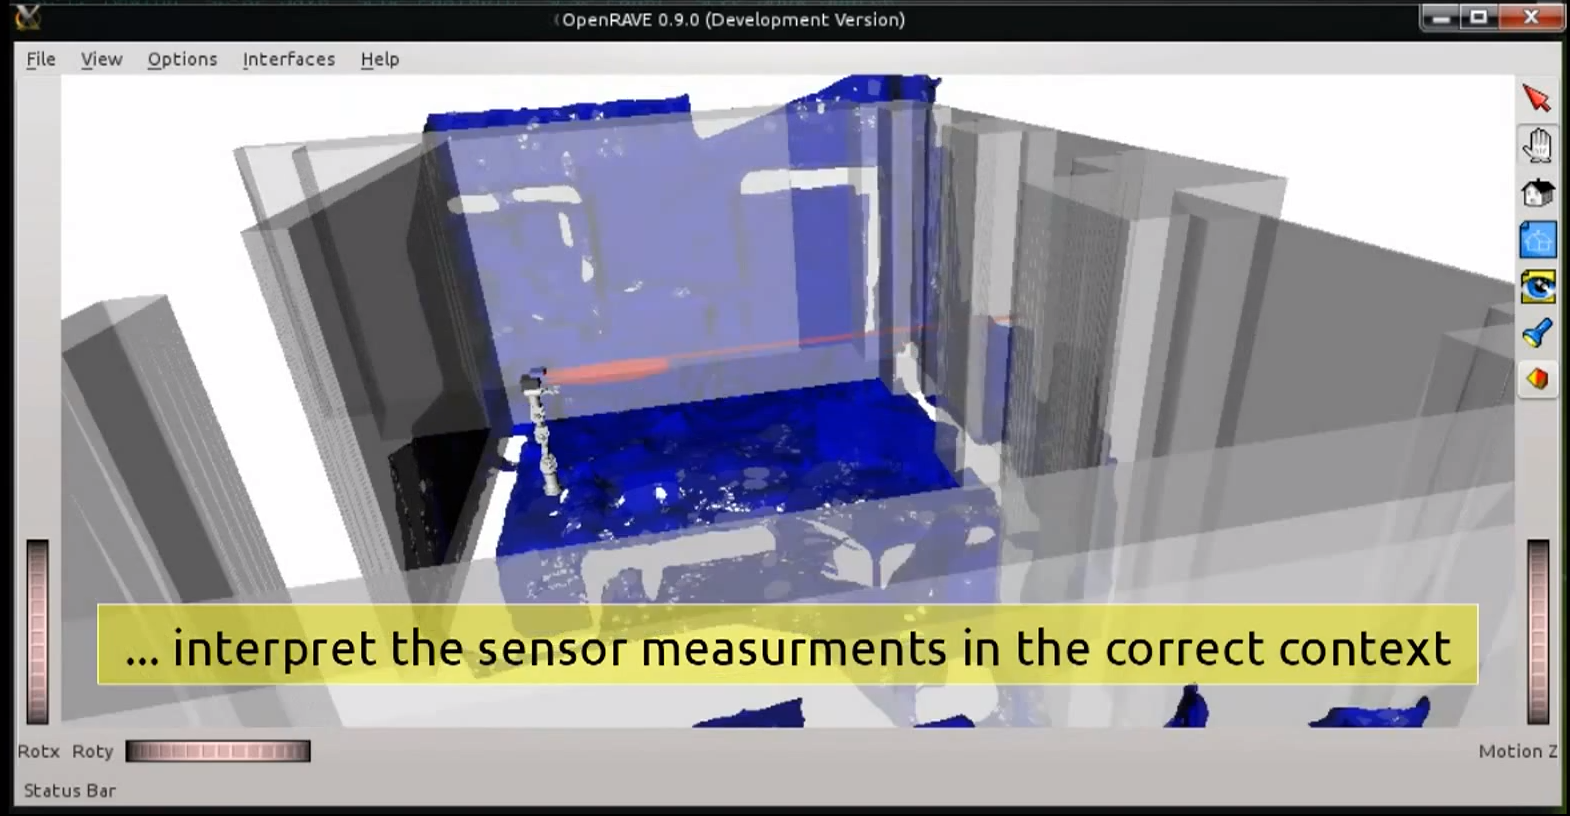 OpenRAVE 0.9.0 (Development Version)
File View Options Interfaces Help
... interpret the sensor measurments in the correct context
Rotx Roty
Motion Z
Status Bar